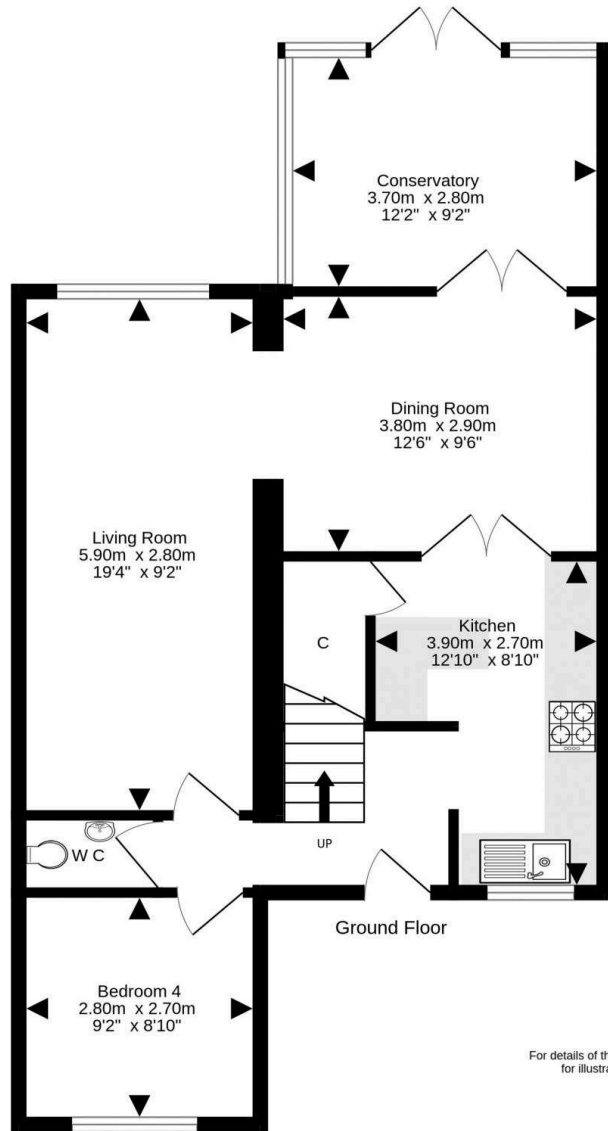 Conservatory
3.70m x 2.80m
12'2" x 9'2"
Dining Room
3.80m x 2.90m
12'6" x 9'6"
Living Room
5.90m x 2.80m
19'4" x 9'2"
Kitchen
3.90m x 2.70m
12'10" x 8'10"
C
UP
W C
Ground Floor
Bedroom 4
2.80m x 2.70m
9'2" x 8'10"
For details of th
for illustra